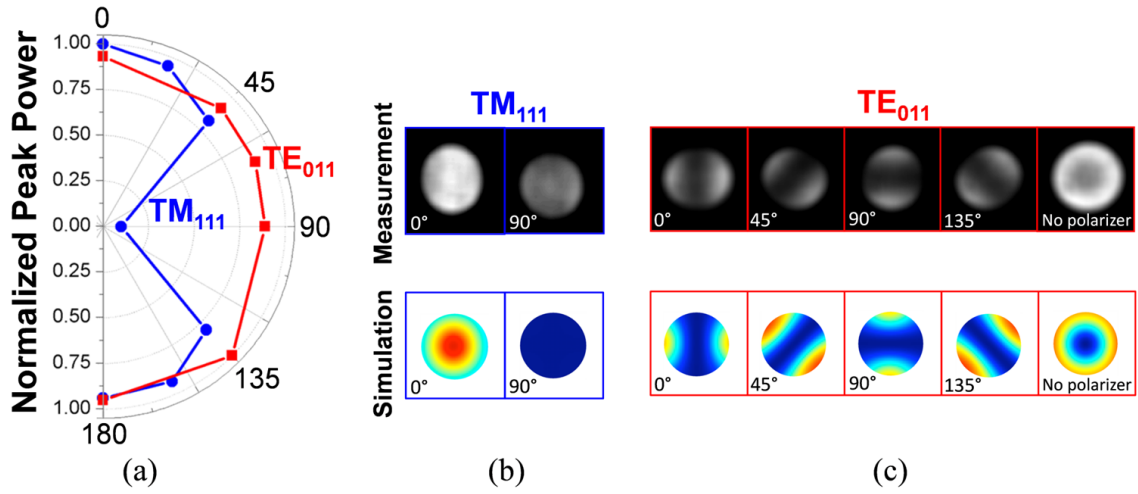 Normalized Peak Power
0
1.00
0.75
0.50
0.25
0.00
0.25
0.50
0.75
1.00
180
45
90
135
TE₀₁₁
TM₁₁₁
(a)
Measurement
Simulation
TM₁₁₁
0°
90°
0°
90°
(b)
TE₀₁₁
0°
45°
90°
135°
No polarizer
0°
45°
90°
135°
No polarizer
(c)